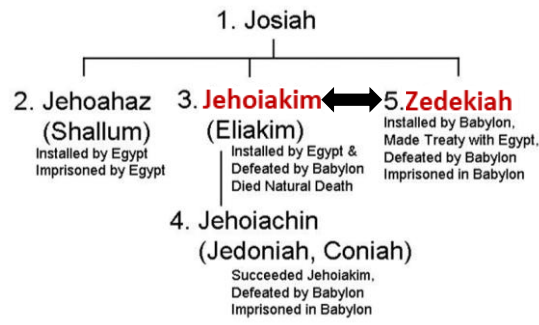 1. Josiah
2. Jehoahaz
(Shallum)
Installed by Egypt
Imprisoned by Egypt
3. Jehoiakim
(Eliakim)
Installed by Egypt &
Defeated by Babylon
Died Natural Death
5.Zedekiah
Installed by Babylon,
Made Treaty with Egypt,
Defeated by Babylon
Imprisoned in Babylon
4. Jehoiachin
(Jedoniah, Coniah)
Succeeded Jehoiakim,
Defeated by Babylon
Imprisoned in Babylon